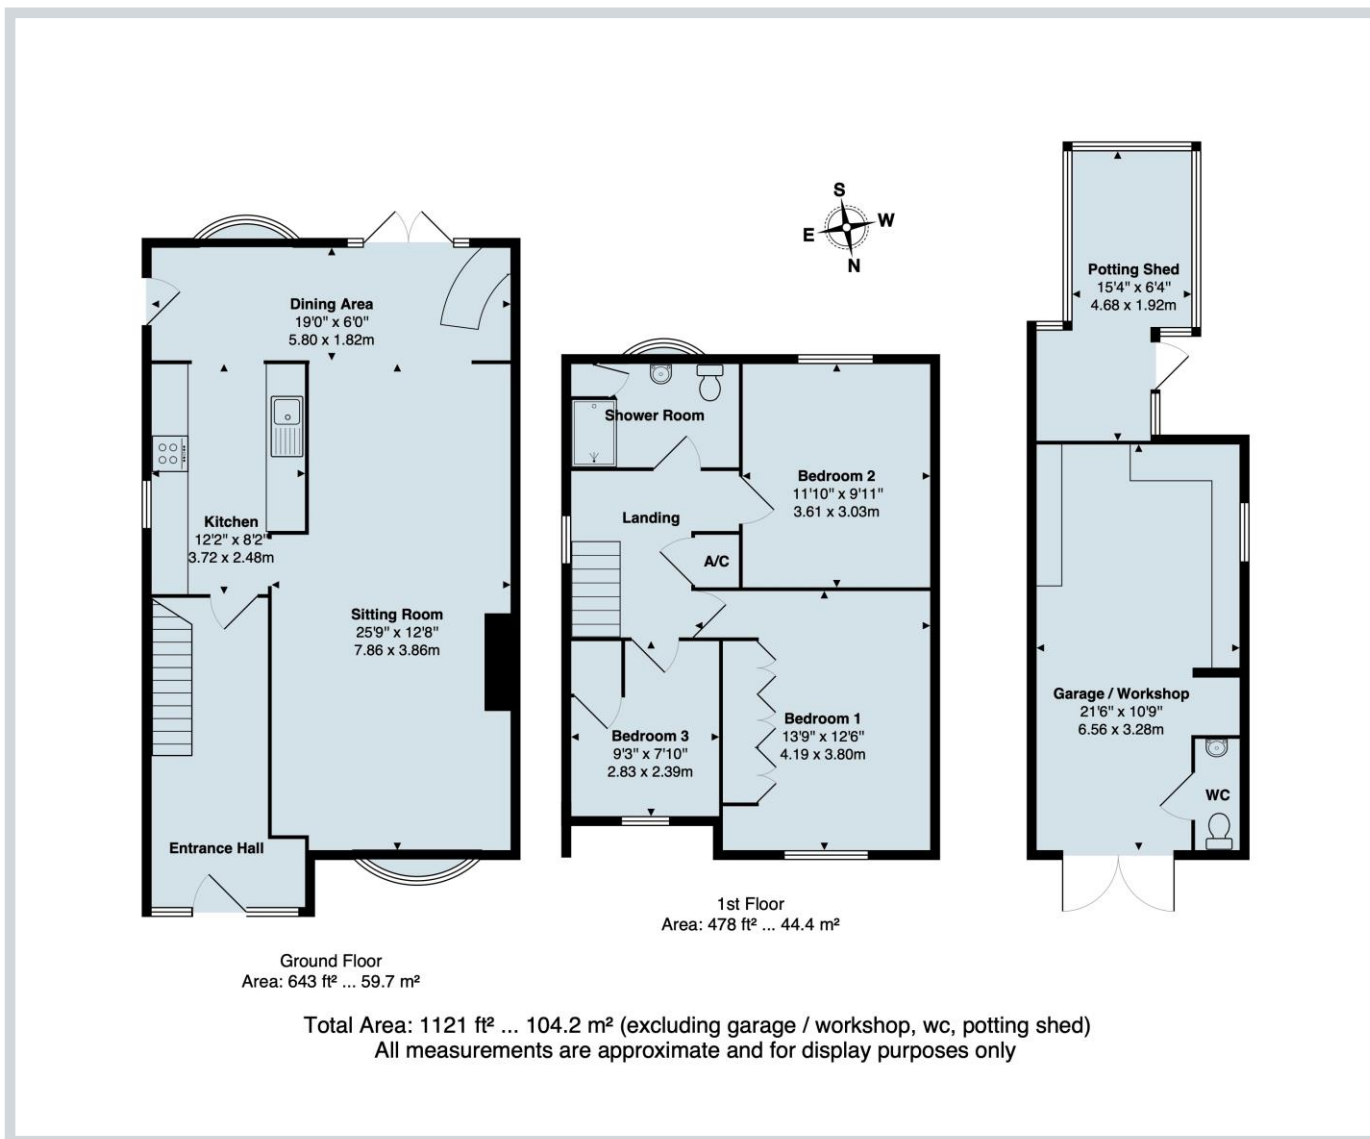 Dining Area
19'0" x 6'0"
5.80 x 1.82m
Kitchen
12'2" x 8'2"
3.72 x 2.48m
Sitting Room
25'9" x 12'8"
7.86 x 3.86m
Entrance Hall
Ground Floor
Area: 643 ft² ... 59.7 m²
S
W
E
N
Shower Room
Bedroom 2
11'10" x 9'11"
3.61 x 3.03m
Landing
A/C
Bedroom 1
13'9" x 12'6"
4.19 x 3.80m
Bedroom 3
9'3" x 7'10"
2.83 x 2.39m
1st Floor
Area: 478 ft² ... 44.4 m²
Potting Shed
15'4" x 6'4"
4.68 x 1.92m
Garage / Workshop
21'6" x 10'9"
6.56 x 3.28m
WC
Total Area: 1121 ft² ... 104.2 m² (excluding garage / workshop, wc, potting shed)
All measurements are approximate and for display purposes only